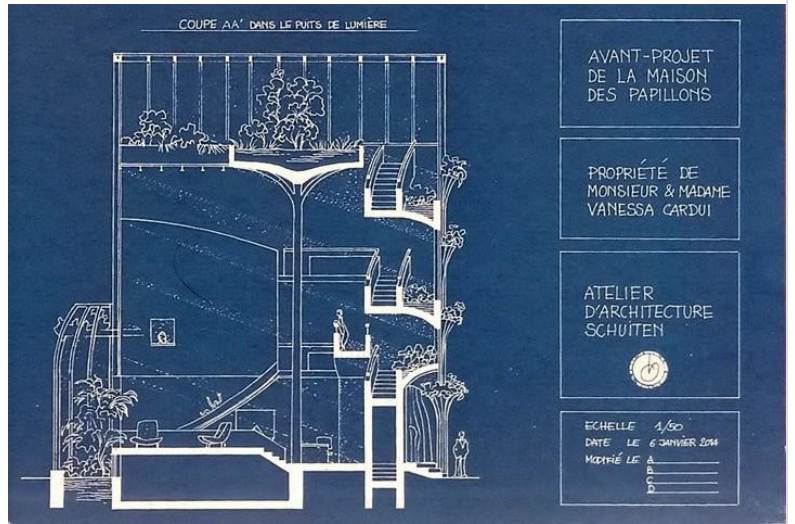 COUPE AA' DANS LE PUITS DE LUMIÈRE
AVANT-PROJET
DE LA MAISON
DES PAPILLONS
PROPRIÉTÉ DE
MONSIEUR & MADAME
VANESSA CARDUI
ATELIER
D'ARCHITECTURE
SCHUITEN
ECHELLE 1/50
DATE LE 6 JANVIER 2014
MODIFIÉ LE A
B
C
D